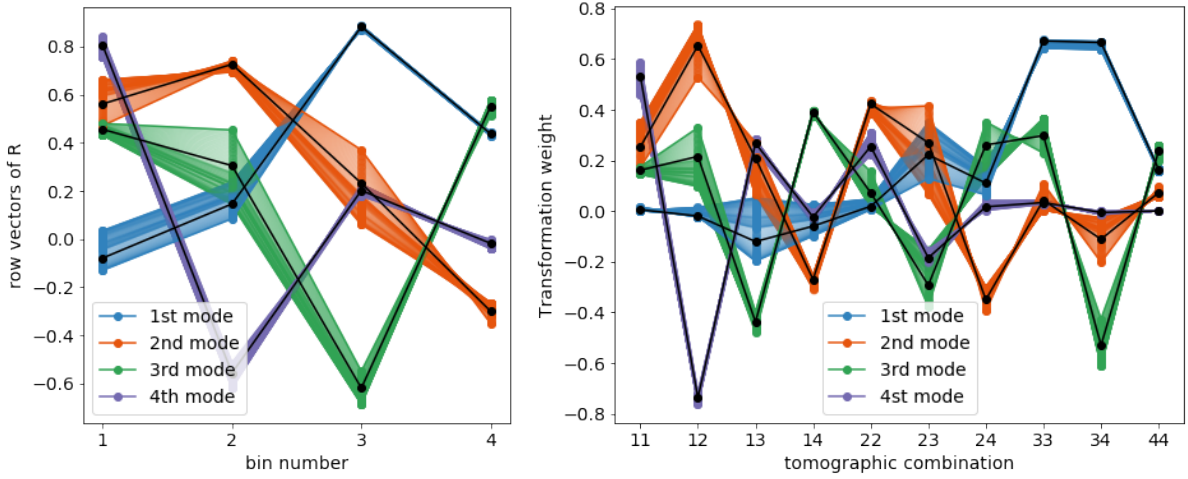 row vectors of R
0.8
0.6
0.4
0.2
0.0
−0.2
−0.4
−0.6
1st mode
2nd mode
3rd mode
4th mode
1 2 3 4
bin number
Transformation weight
0.8
0.6
0.4
0.2
0.0
−0.2
−0.4
−0.6
−0.8
1st mode
2nd mode
3rd mode
4st mode
11 12 13 14 22 23 24 33 34 44
tomographic combination